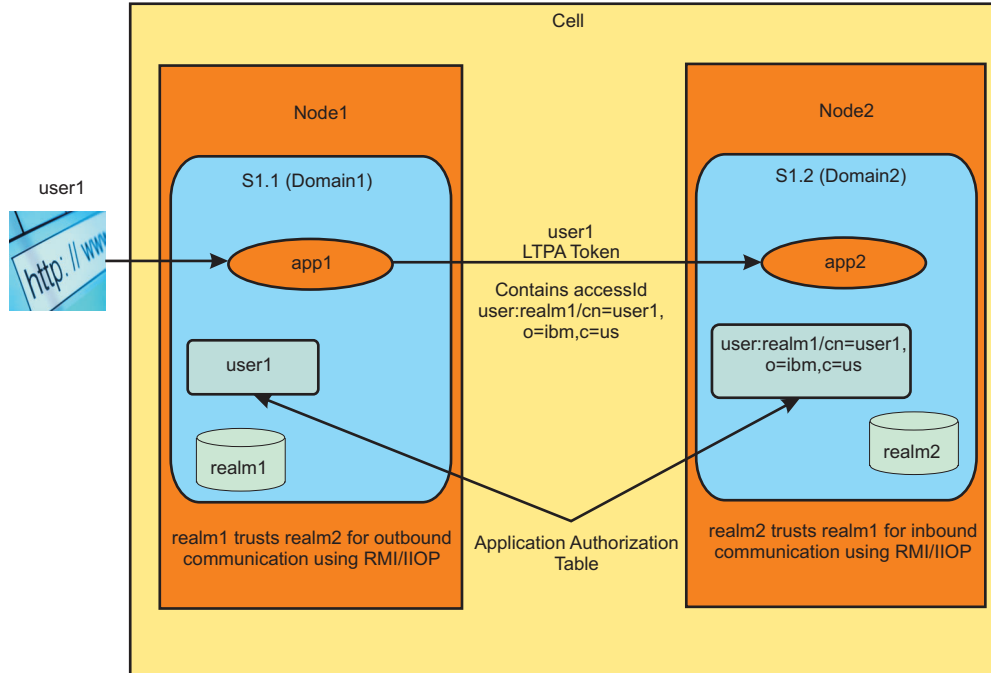 Cell
Node1
Node2
S1.1 (Domain1)
S1.2 (Domain2)
user1
http: // www
app1
user1
LTPA Token
app2
Contains accessId
user:realm1/cn=user1,
o=ibm,c=us
user1
user:realm1/cn=user1,
o=ibm,c=us
realm1
realm2
realm1 trusts realm2 for outbound
communication using RMI/IIOP
Application Authorization
Table
realm2 trusts realm1 for inbound
communication using RMI/IIOP